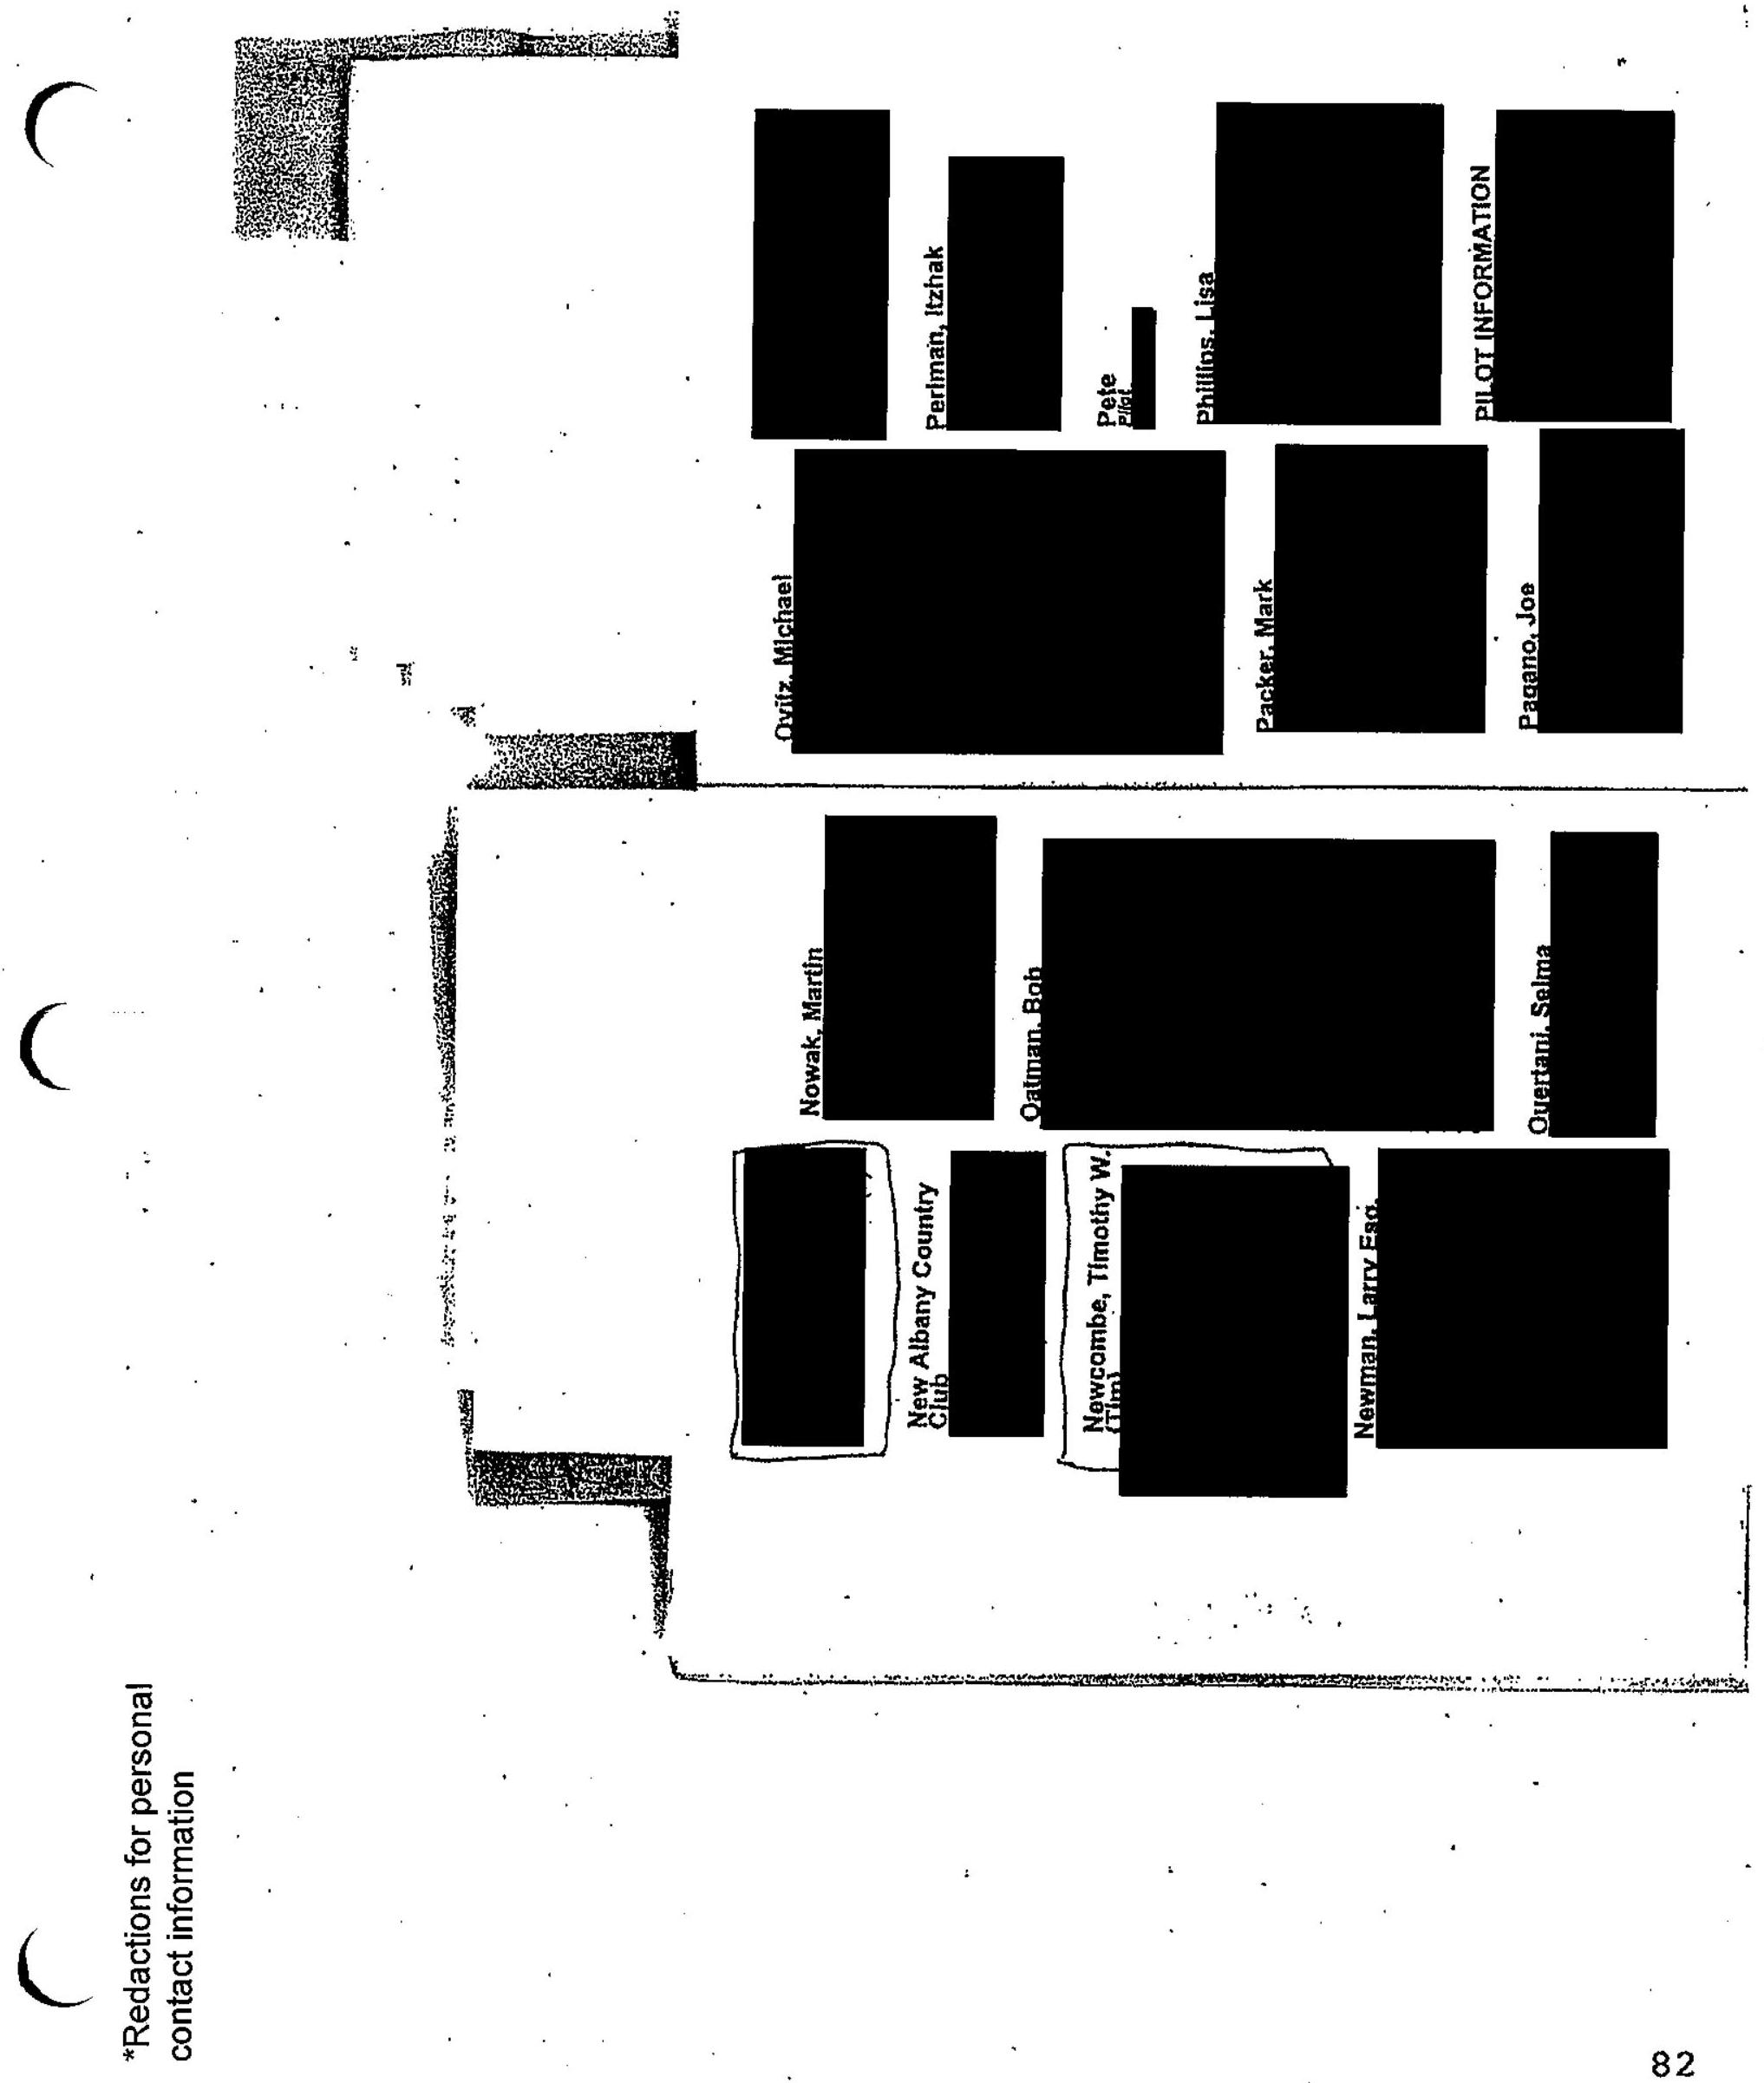 *Redactions for personal
contact information
New Albany Country
Club
Newcombe, Timothy W.
(Tim)
Newman, Larry Esq.
Nowak, Martin
Oatman, Bob
Ouertani, Selma
Ovitz, Michael
Packer, Mark
Pagano, Joe
Perlman, Itzhak
Pete
Pilot
Phillips, Lisa
PILOT INFORMATION
82